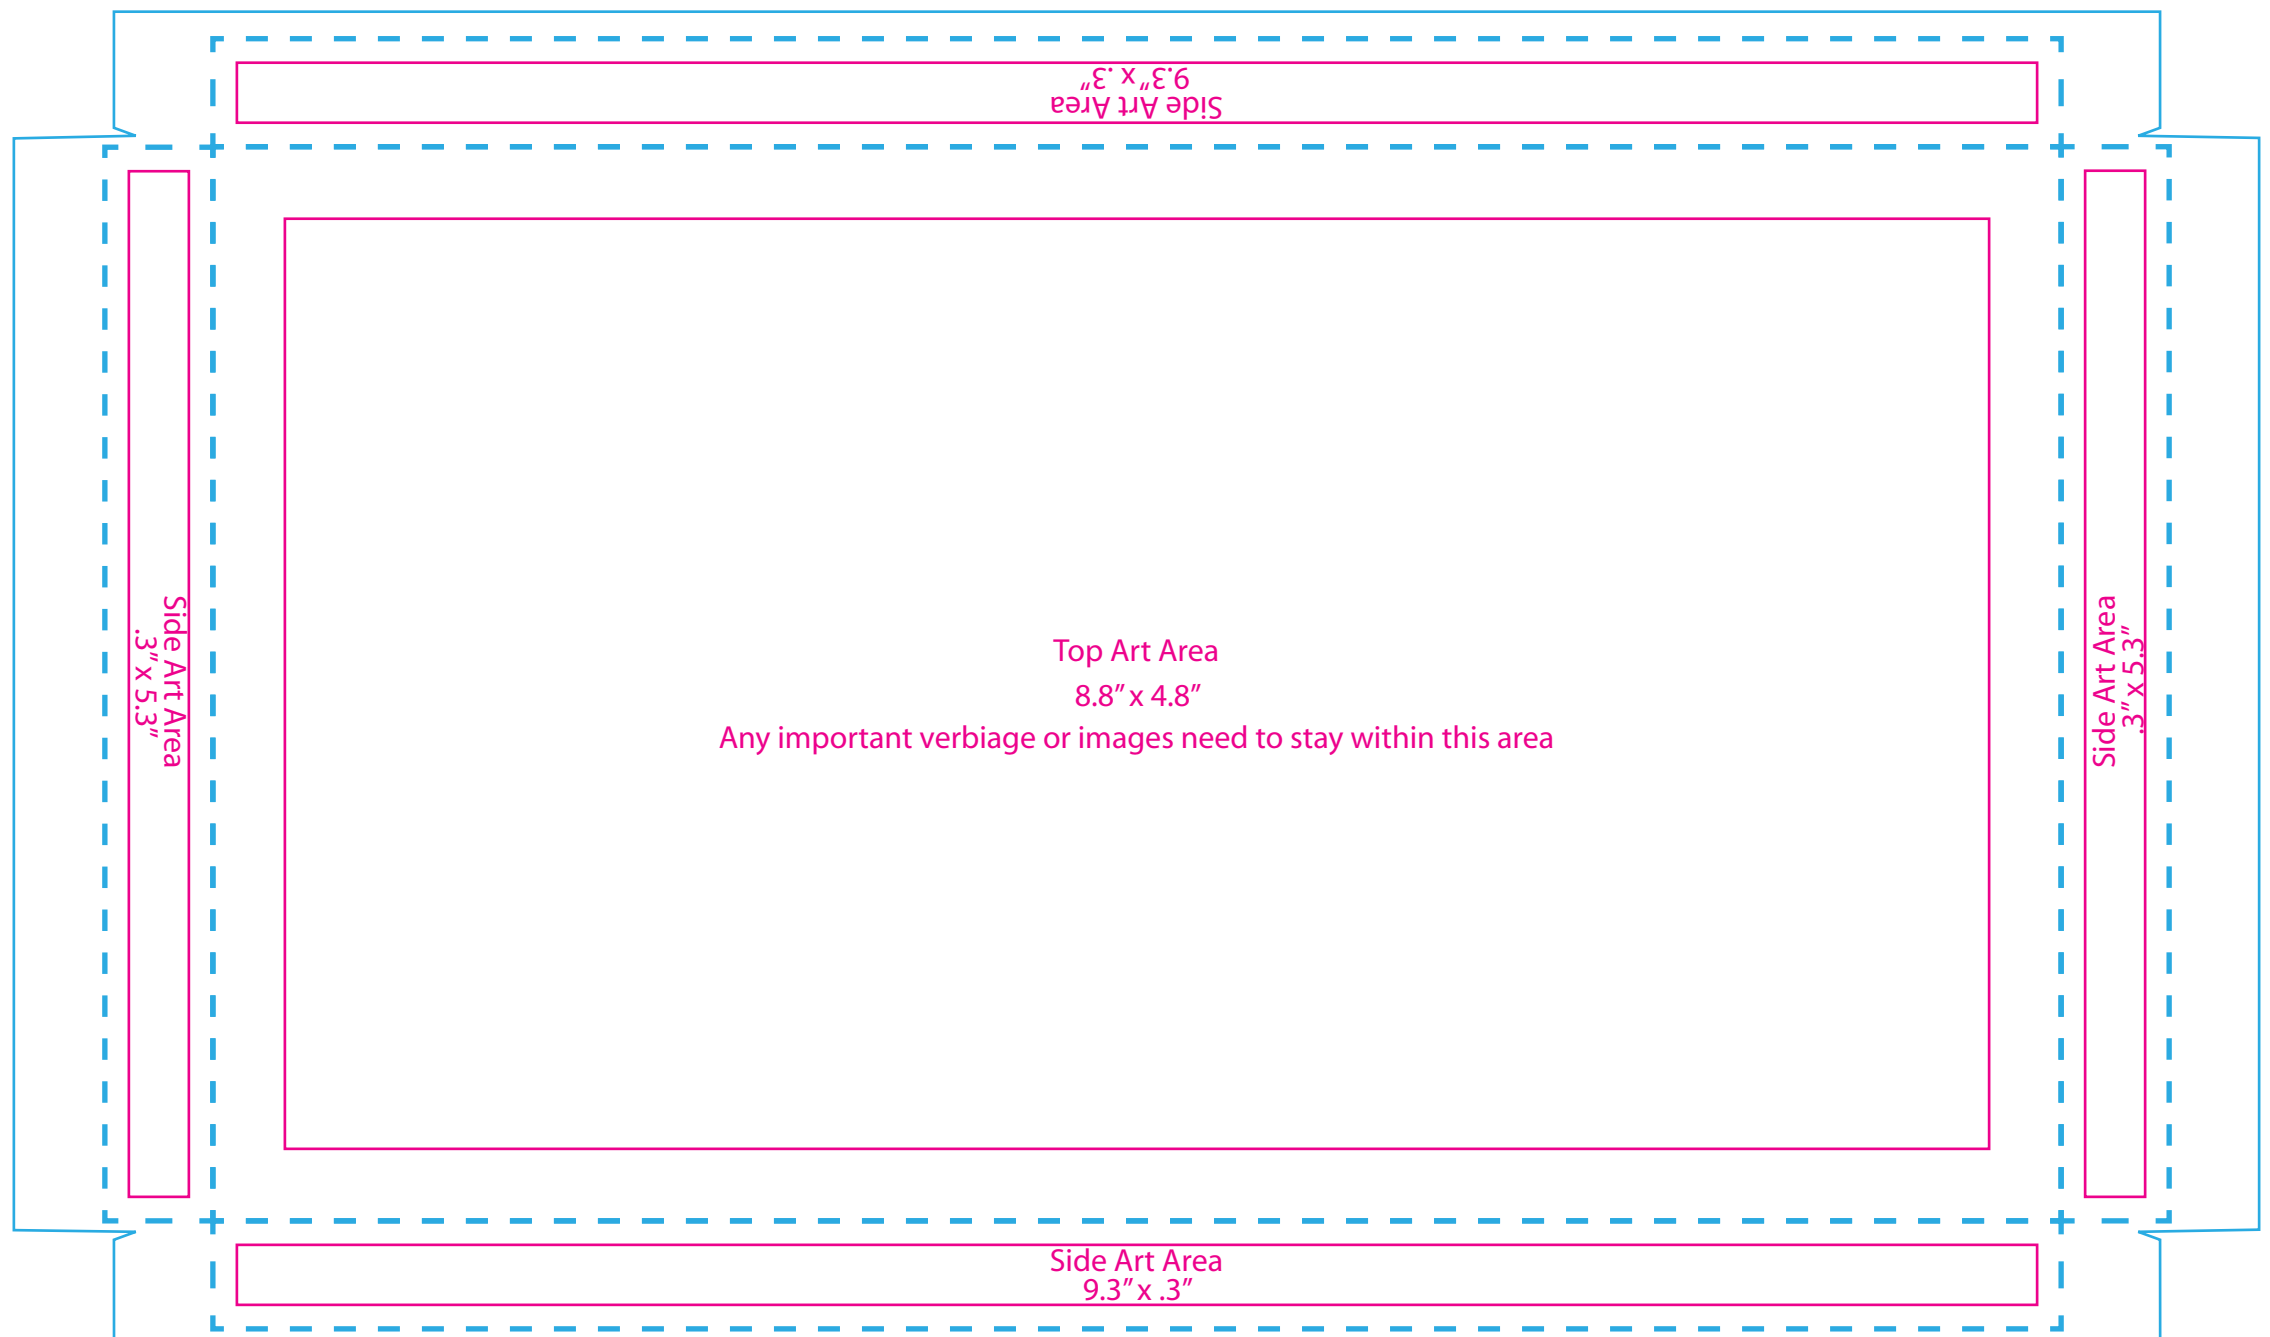 9.3” x .3”
Side Art Area
Side Art Area
.3” x 5.3”
Top Art Area
8.8” x 4.8”
Any important verbiage or images need to stay within this area
Side Art Area
.3” x 5.3”
Side Art Area
9.3” x .3”